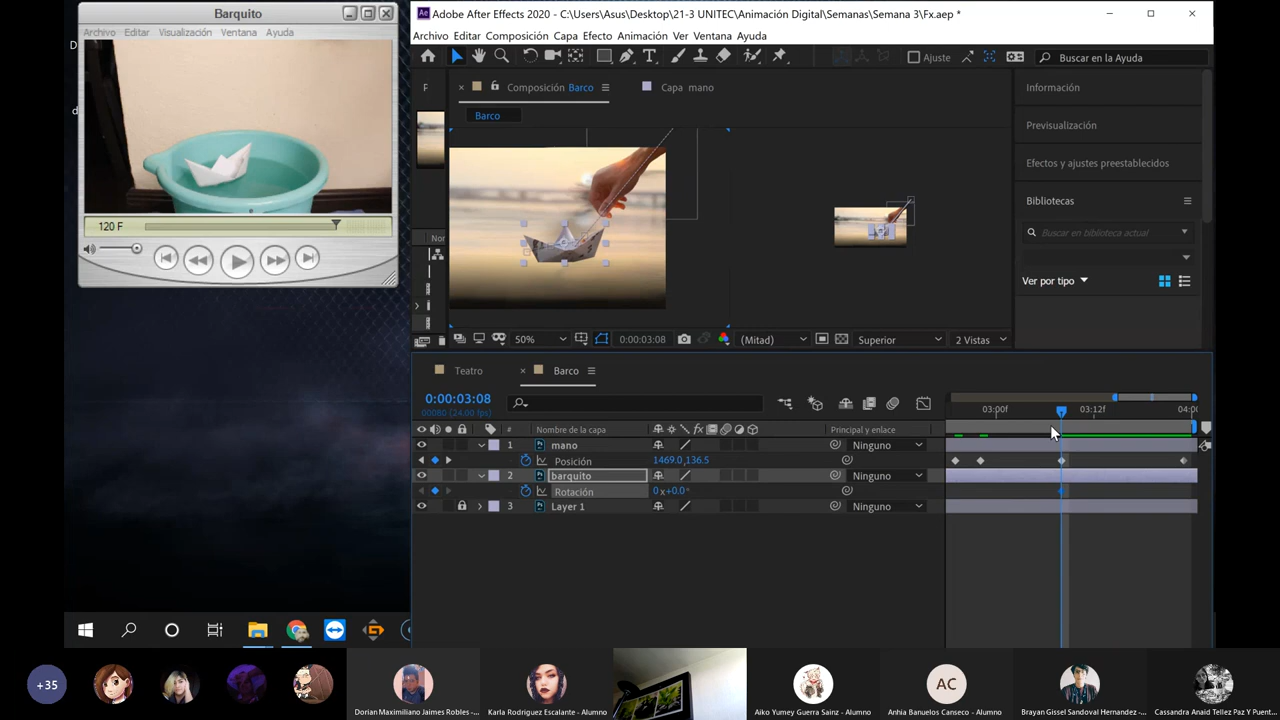 Barquito
Archivo Editar Visualización Ventana Ayuda
120 F
D
d
Ae Adobe After Effects 2020 - C:\Users\Asus\Desktop\21-3 UNITEC\Animación Digital\Semanas\Semana 3\Fx.aep *
Archivo Editar Composición Capa Efecto Animación Ver Ventana Ayuda
Ajuste
Buscar en la Ayuda
F
Composición Barco
Capa mano
Barco
Nor
Información
Previsualización
Efectos y ajustes preestablecidos
Bibliotecas
Buscar en biblioteca actual
Ver por tipo
50%
0:00:03:08
(Mitad)
Superior
2 Vistas
Teatro
Barco
0:00:03:08
00080 (24.00 fps)
03:00f
03:12f
04:0
# Nombre de la capa
fx
Principal y enlace
1 mano
Ninguno
Posición
1469.0,136.5
2 barquito
Ninguno
Rotación
0x+0.0°
3 Layer 1
Ninguno
+35
Dorian Maximiliano Jaimes Robles -...
Karla Rodriguez Escalante - Alumno
Aiko Yumey Guerra Sainz - Alumno
AC
Anhia Banuelos Canseco - Alumno
Brayan Gissel Sandoval Hernandez -...
Cassandra Anaid Tellez Paz Y Puent...